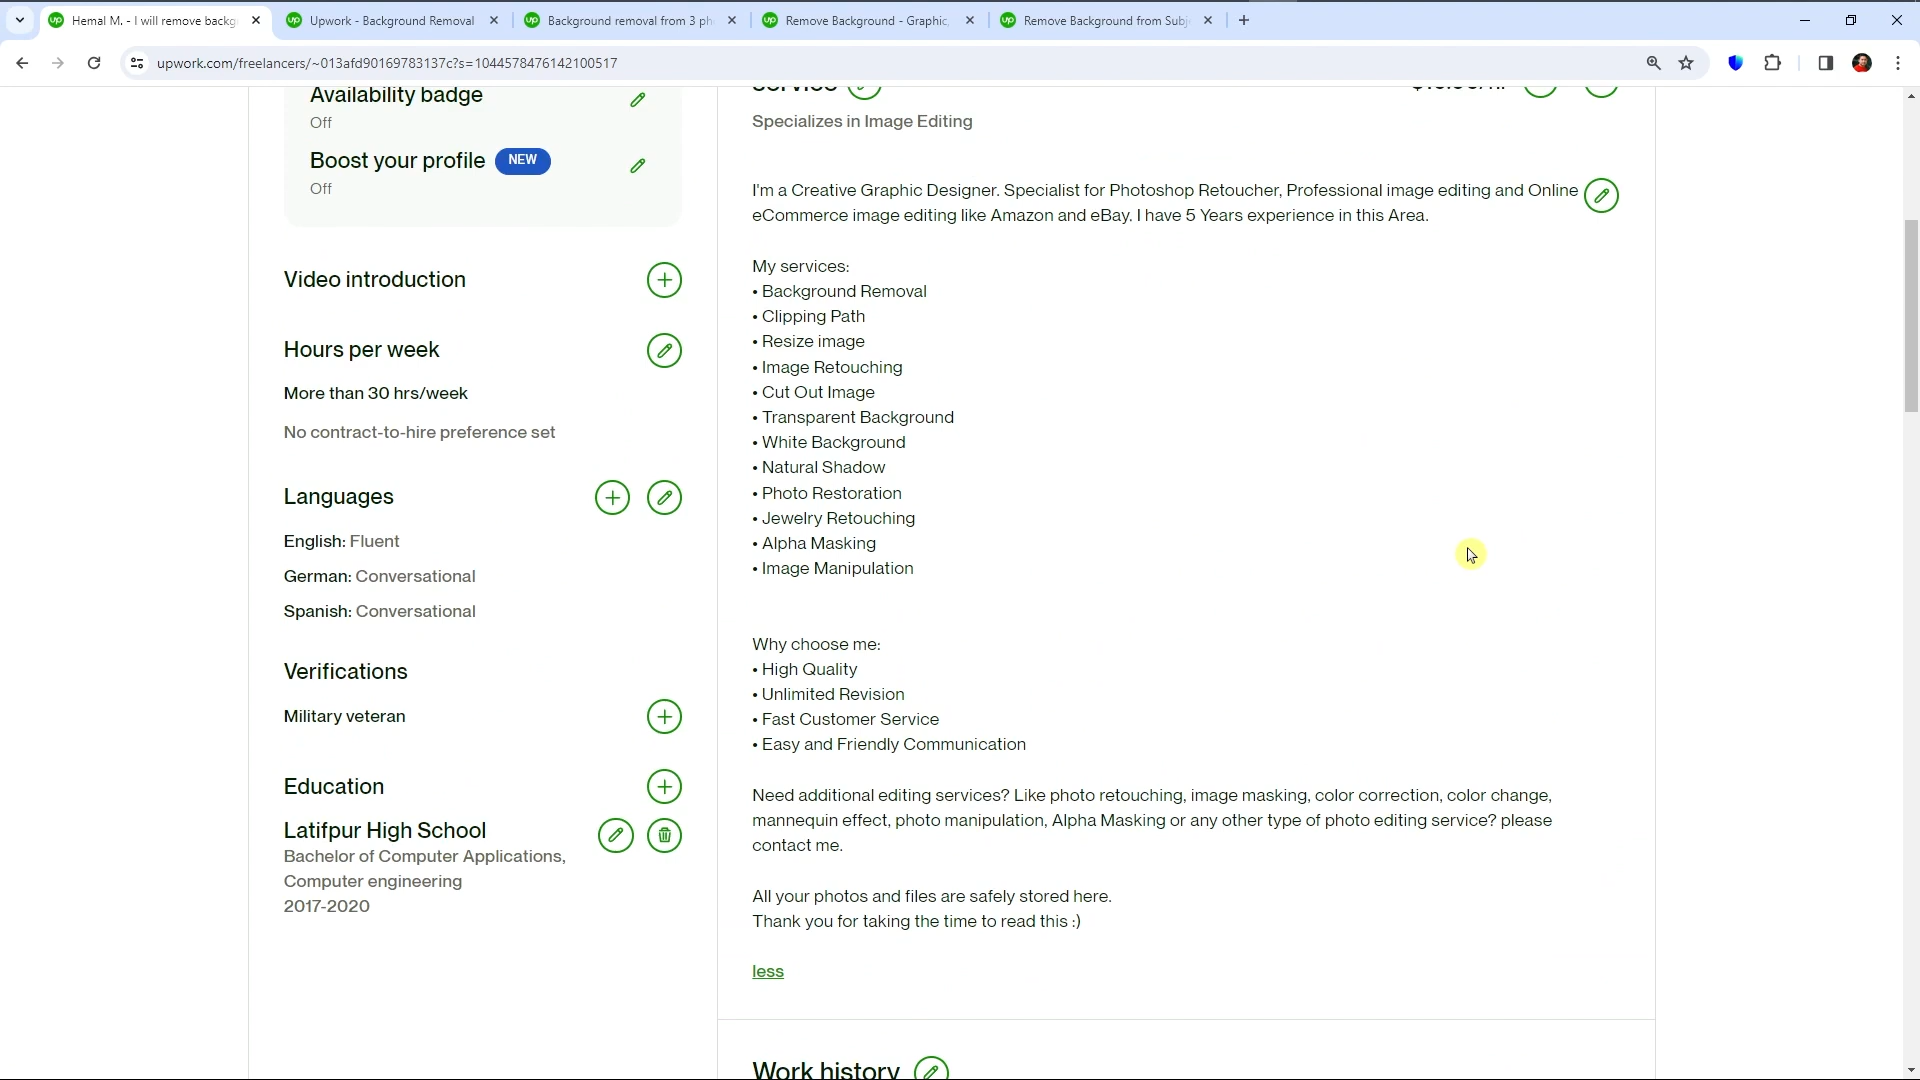 Hemal M. - I will remove backg
Upwork - Background Removal
Background removal from 3 ph
Remove Background - Graphic,
Remove Background from Subj
upwork.com/freelancers/~013afd90169783137c?s=1044578476142100517
Availability badge
Off
Boost your profile NEW
Off
Video introduction
Hours per week
More than 30 hrs/week
No contract-to-hire preference set
Languages
English: Fluent
German: Conversational
Spanish: Conversational
Verifications
Military veteran
Education
Latifpur High School
Bachelor of Computer Applications,
Computer engineering
2017-2020
Specializes in Image Editing
I'm a Creative Graphic Designer. Specialist for Photoshop Retoucher, Professional image editing and Online
eCommerce image editing like Amazon and eBay. I have 5 Years experience in this Area.
My services:
• Background Removal
• Clipping Path
• Resize image
• Image Retouching
• Cut Out Image
• Transparent Background
• White Background
• Natural Shadow
• Photo Restoration
• Jewelry Retouching
• Alpha Masking
• Image Manipulation
Why choose me:
• High Quality
• Unlimited Revision
• Fast Customer Service
• Easy and Friendly Communication
Need additional editing services? Like photo retouching, image masking, color correction, color change,
mannequin effect, photo manipulation, Alpha Masking or any other type of photo editing service? please
contact me.
All your photos and files are safely stored here.
Thank you for taking the time to read this :)
less
Work history